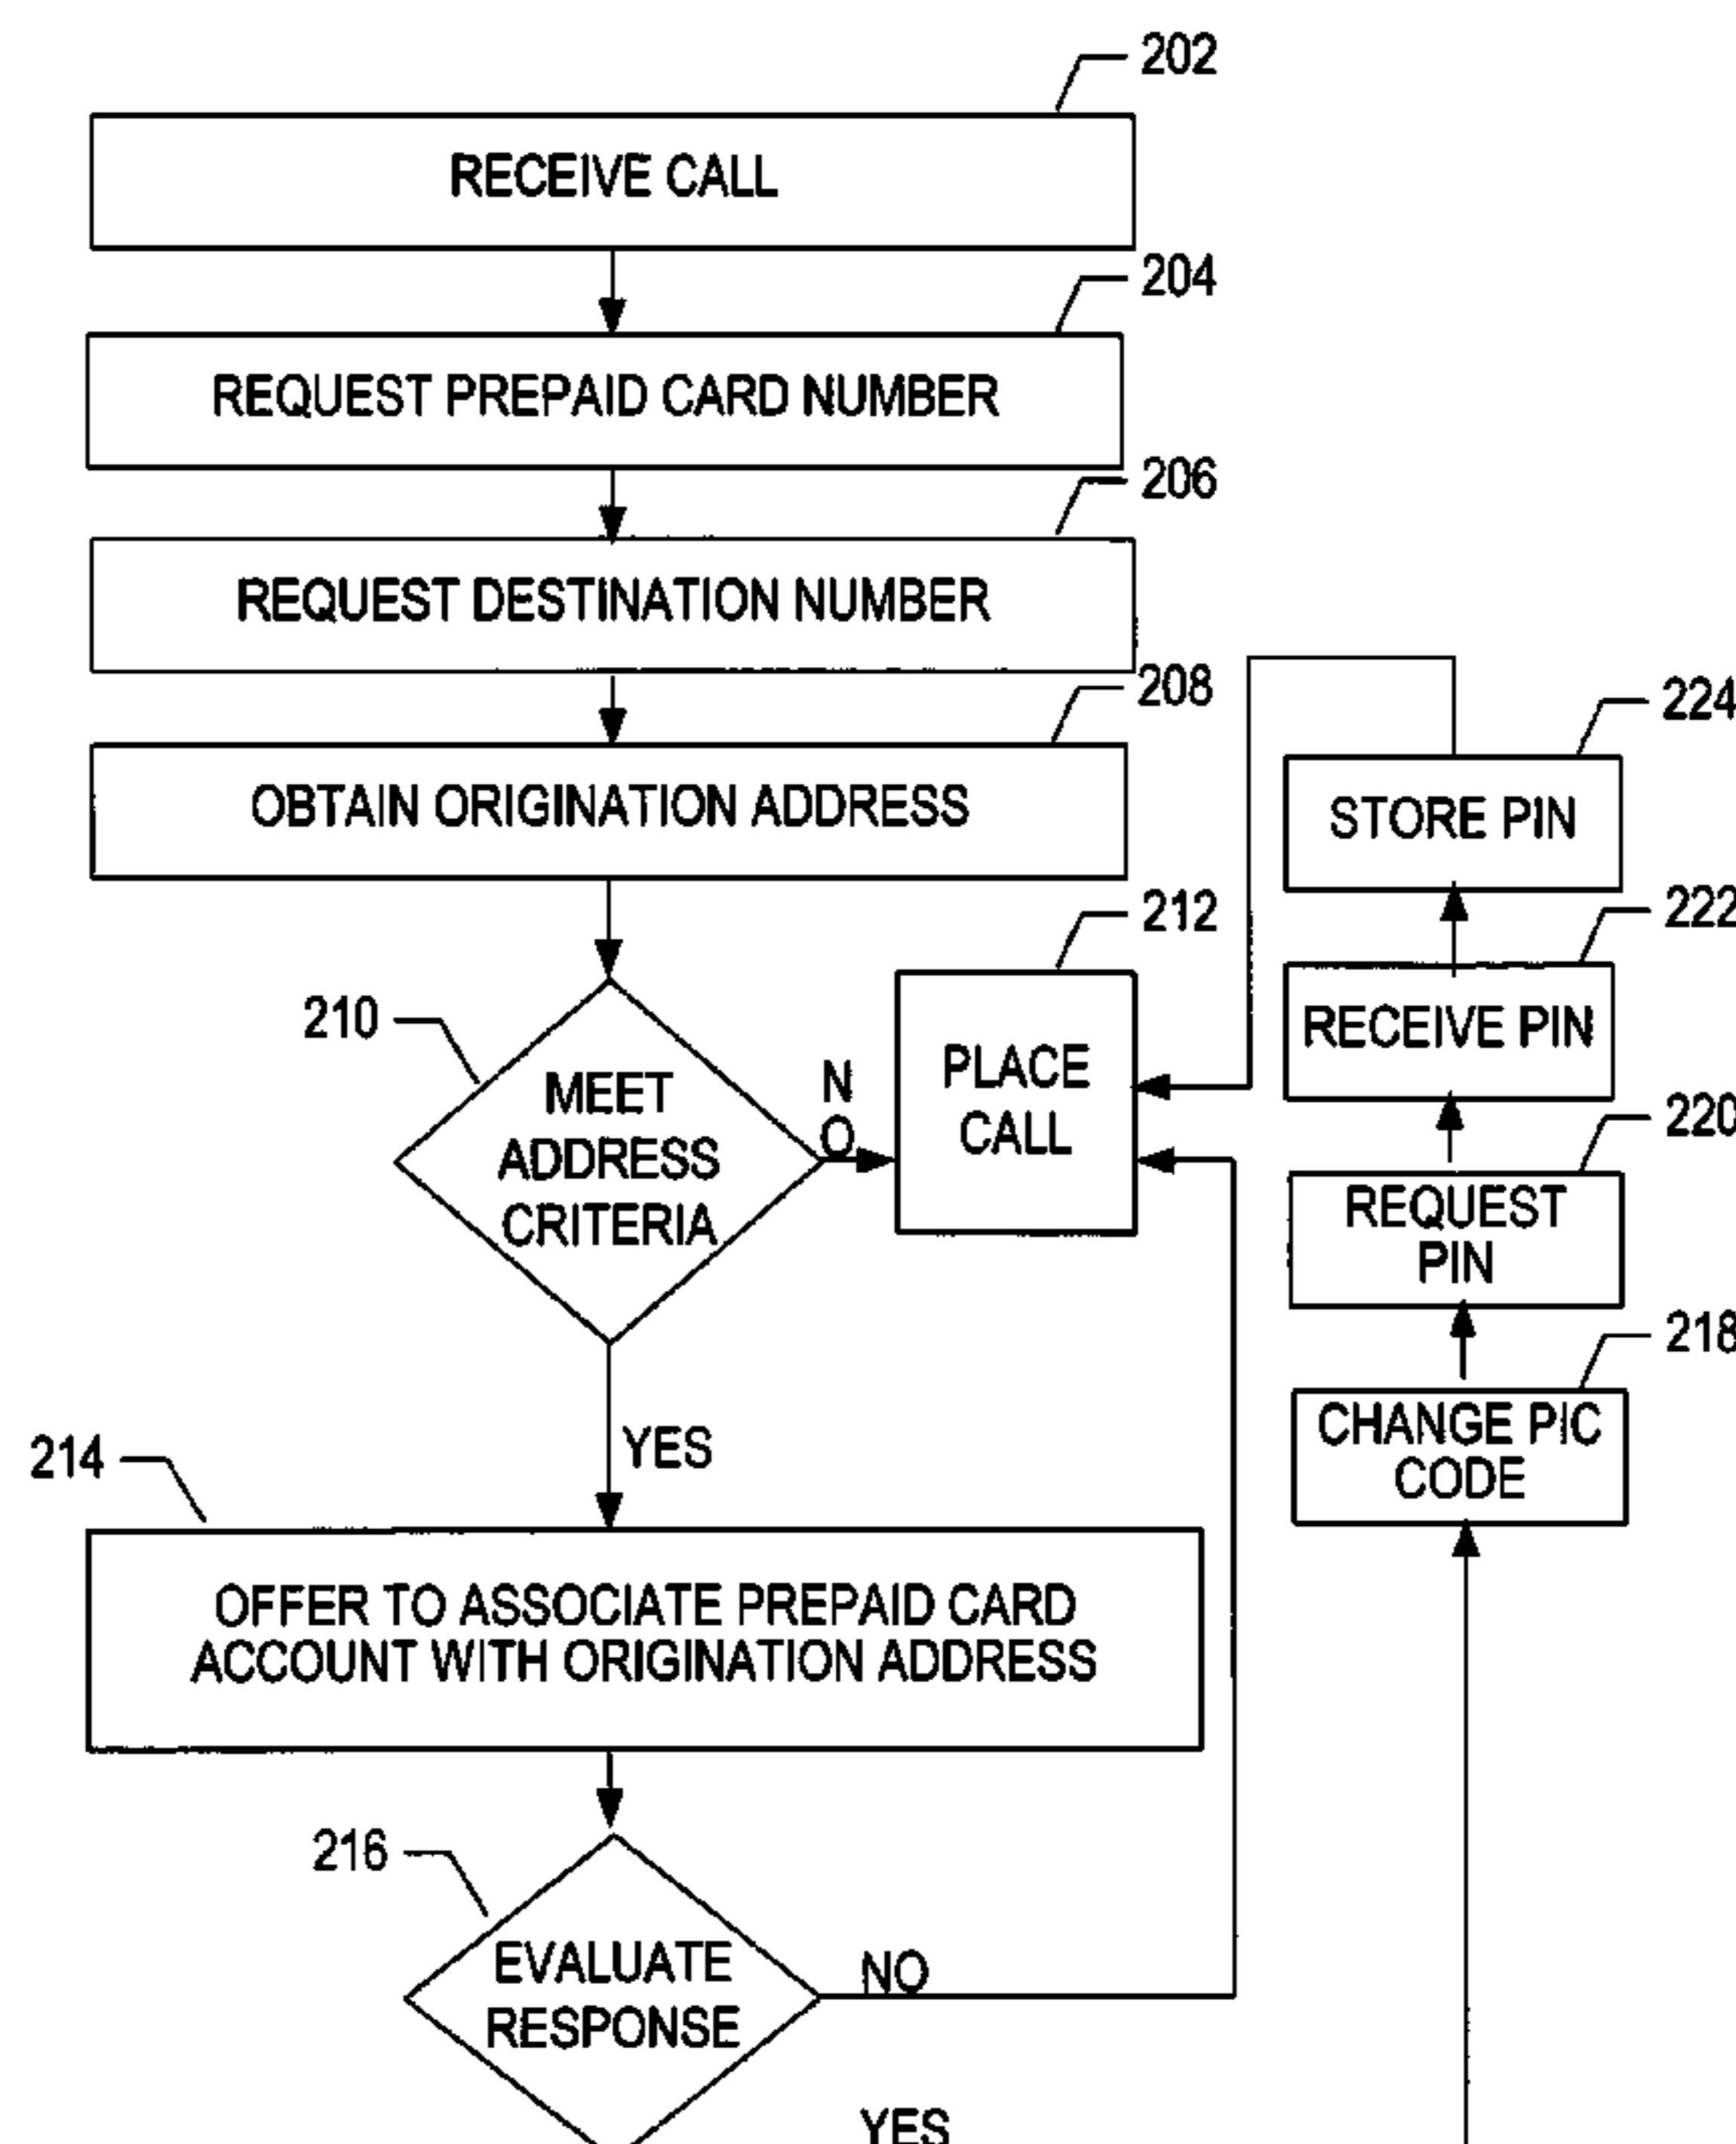 202
RECEIVE CALL
204
REQUEST PREPAID CARD NUMBER
206
REQUEST DESTINATION NUMBER
208
OBTAIN ORIGINATION ADDRESS
210
MEET
ADDRESS
CRITERIA
NO
212
PLACE
CALL
YES
214
OFFER TO ASSOCIATE PREPAID CARD
ACCOUNT WITH ORIGINATION ADDRESS
216
EVALUATE
RESPONSE
NO
YES
224
STORE PIN
222
RECEIVE PIN
220
REQUEST
PIN
218
CHANGE PIC
CODE